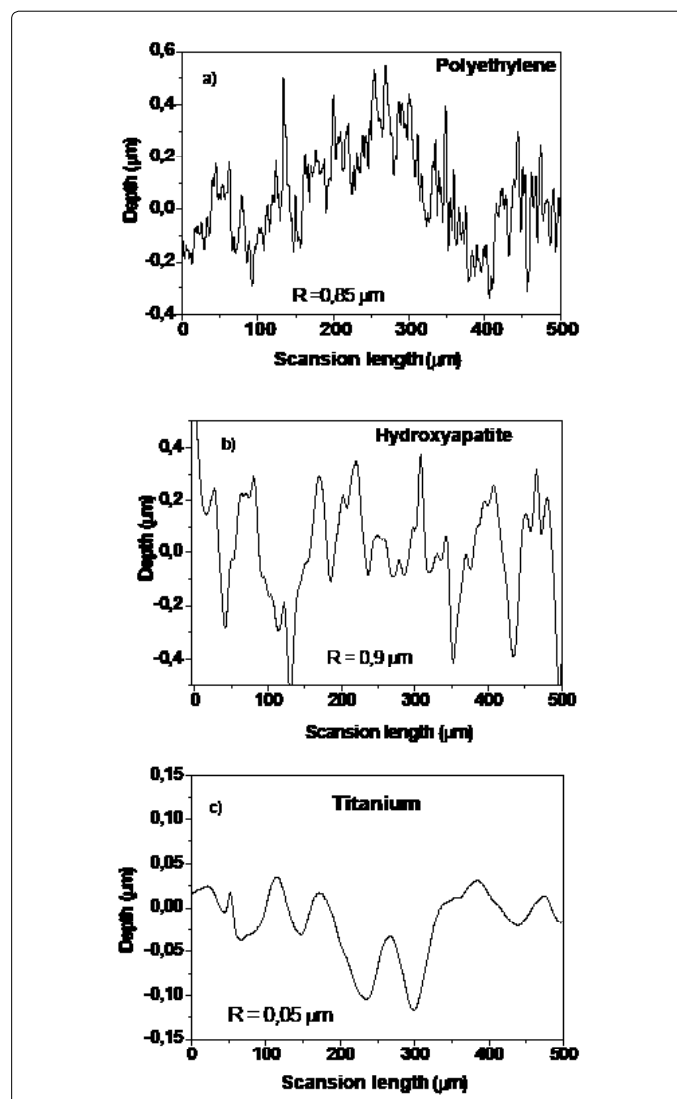 a)
Polyethylene
0,6
0,4
0,2
0,0
-0,2
-0,4
Depth (μm)
R =0,85 μm
0 100 200 300 400 500
Scansion length (μm)
b)
Hydroxyapatite
0,4
0,2
0,0
-0,2
-0,4
Depth (μm)
R = 0,9 μm
0 100 200 300 400 500
Scansion length (μm)
c)
Titanium
0,15
0,10
0,05
0,00
-0,05
-0,10
-0,15
Depth (μm)
R = 0,05 μm
0 100 200 300 400 500
Scansion length (μm)